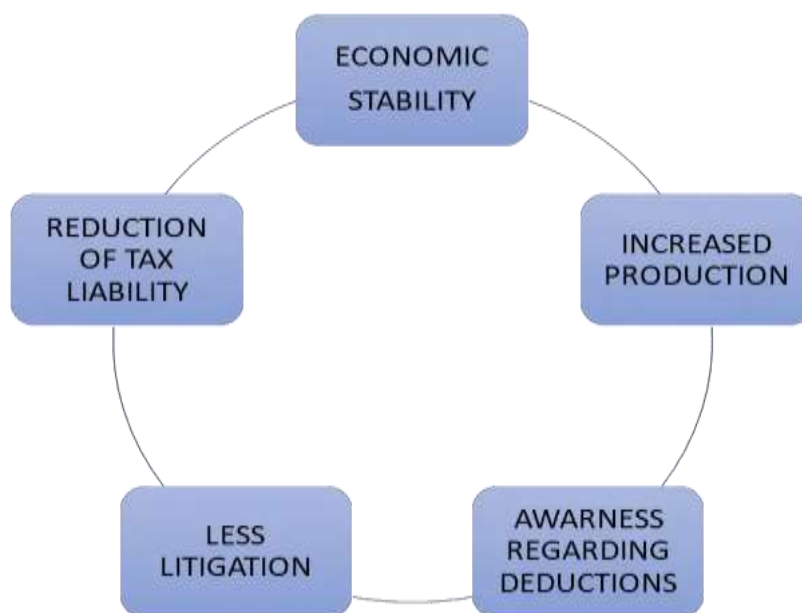 ECONOMIC
STABILITY
INCREASED
PRODUCTION
AWARNESS
REGARDING
DEDUCTIONS
LESS
LITIGATION
REDUCTION
OF TAX
LIABILITY